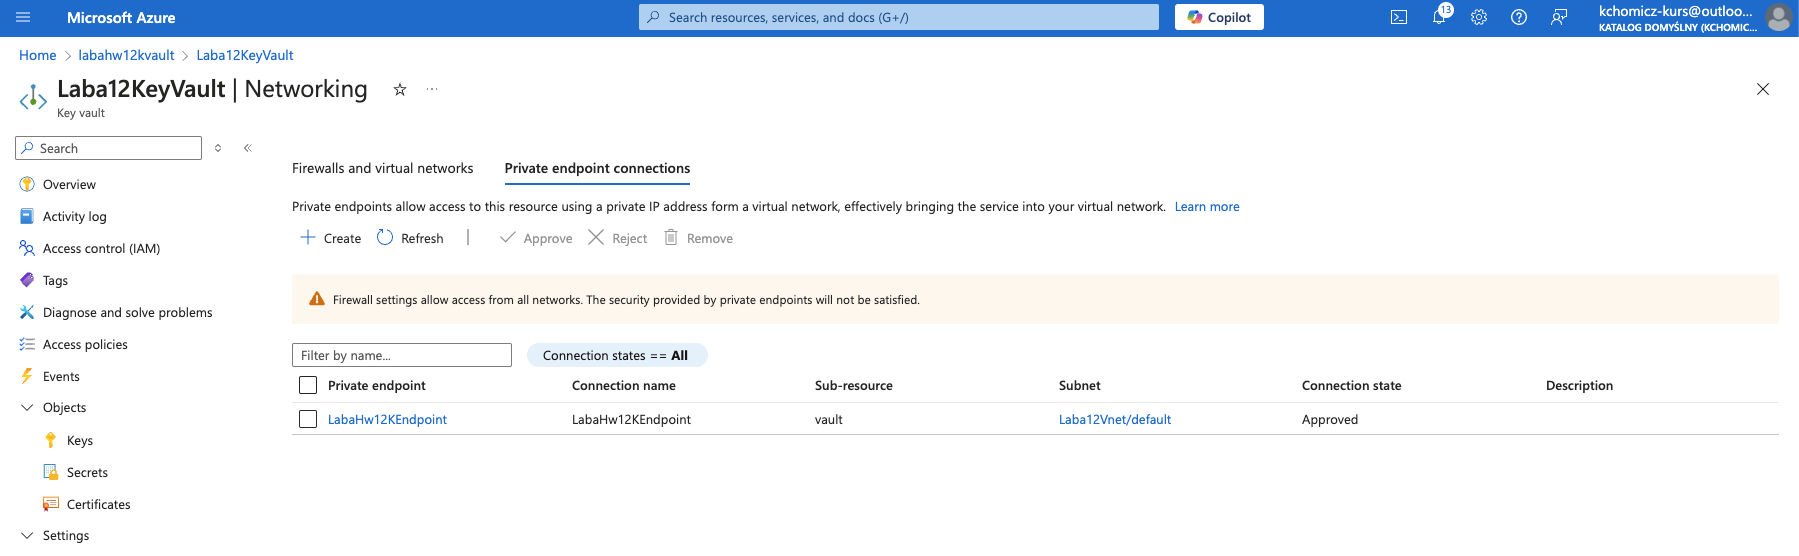 Microsoft Azure
Search resources, services, and docs (G+/)
Copilot
13
kchomicz-kurs@outloo...
KATALOG DOMYŚLNY (KCHOMIC...
Home > labahw12kvault > Laba12KeyVault
Laba12KeyVault | Networking
Key vault
Search
Overview
Activity log
Access control (IAM)
Tags
Diagnose and solve problems
Access policies
Events
Objects
Keys
Secrets
Certificates
Settings
Firewalls and virtual networks Private endpoint connections
Private endpoints allow access to this resource using a private IP address form a virtual network, effectively bringing the service into your virtual network. Learn more
Create Refresh | Approve Reject Remove
Firewall settings allow access from all networks. The security provided by private endpoints will not be satisfied.
Filter by name... Connection states == All
Private endpoint Connection name Sub-resource Subnet Connection state Description
LabaHw12KEndpoint LabaHw12KEndpoint vault Laba12Vnet/default Approved